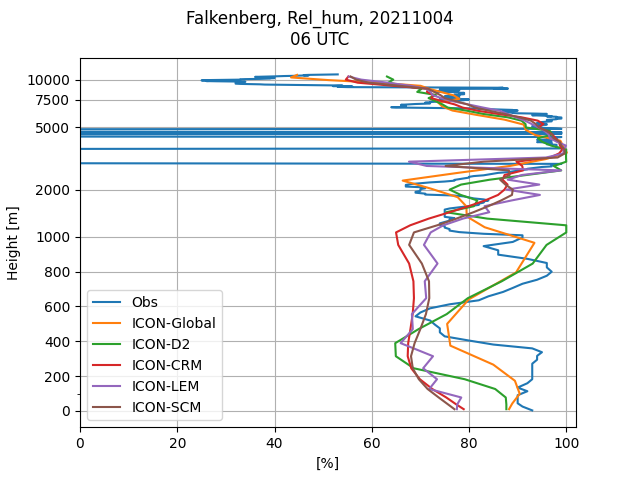 Falkenberg, Rel_hum, 20211004
06 UTC
10000
7500
5000
2000
1000
800
600
400
200
0
Height [m]
Obs
ICON-Global
ICON-D2
ICON-CRM
ICON-LEM
ICON-SCM
0 20 40 60 80 100
[%]